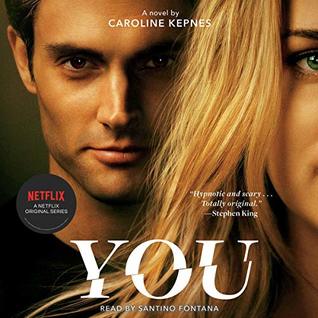 A novel by
CAROLINE KEPNES
NETFLIX
A NETFLIX
ORIGINAL SERIES
“Hypnotic and scary . . .
Totally original.”
—Stephen King
YOU
READ BY SANTINO FONTANA